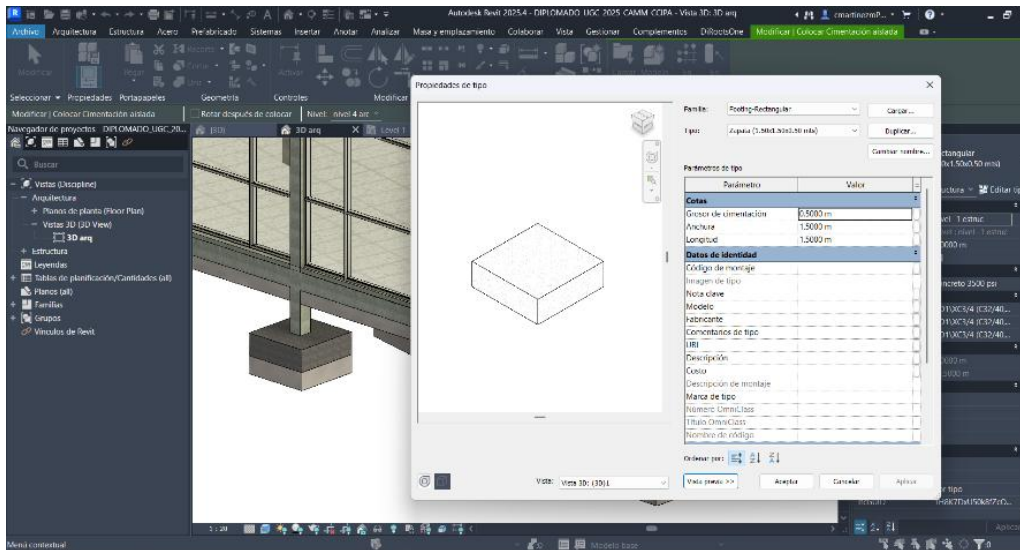 Autodesk Revit 2025.4 - DIPLOMADO UGC 2025 CAMM CCIPA - Vista 3D: 3D arq
cmartinezmP...
Archivo Arquitectura Estructura Acero Prefabricado Sistemas Insertar Anotar Analizar Masa y emplazamiento Colaborar Vista Gestionar Complementos DiRootsOne Modificar | Colocar Cimentación aislada
Modificar
Pegar
Activar
Seleccionar Propiedades Portapapeles Geometría Controles Modificar
Modificar | Colocar Cimentación aislada
Rotar después de colocar
Nivel: nivel 4 arc
Navegador de proyectos DIPLOMADO_UGC_20...
{3D}
3D arq
Level 1
Buscar
Vistas (Discipline)
Arquitectura
Planos de planta (Floor Plan)
Vistas 3D (3D View)
3D arq
Estructura
Leyendas
Tablas de planificación/Cantidades (all)
Planos (all)
Familias
Grupos
Vínculos de Revit
Propiedades de tipo
Familia: Footing-Rectangular
Cargar...
Tipo: Zapata (1.50x1.50x0.50 mts)
Duplicar...
Cambiar nombre...
Parámetros de tipo
Parámetro Valor =
Cotas
Grosor de cimentación 0.5000 m
Anchura 1.5000 m
Longitud 1.5000 m
Datos de identidad
Código de montaje
Imagen de tipo
Nota clave
Modelo
Fabricante
Comentarios de tipo
URL
Descripción
Costo
Descripción de montaje
Marca de tipo
Número OmniClass
Título OmniClass
Nombre de código
Ordenar por:
Vista: Vista 3D: {3D}1
Vista previa >> Aceptar Cancelar Aplicar
Editar tip
1 : 20
Menú contextual
Modelo base